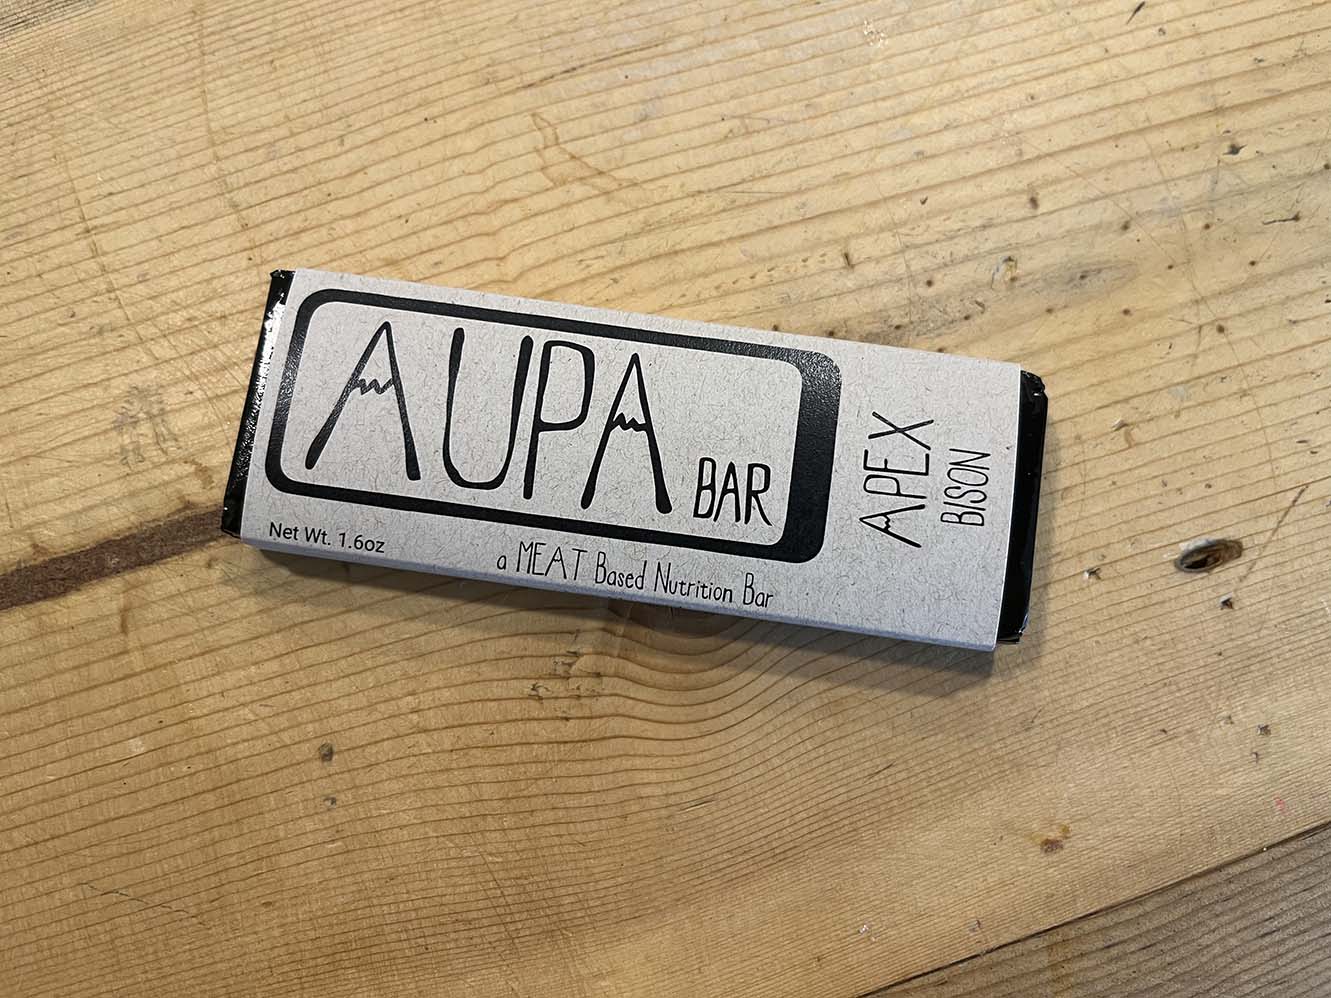 AUPA
BAR
Net Wt. 1.6oz
a MEAT Based Nutrition Bar
APEX
BISON